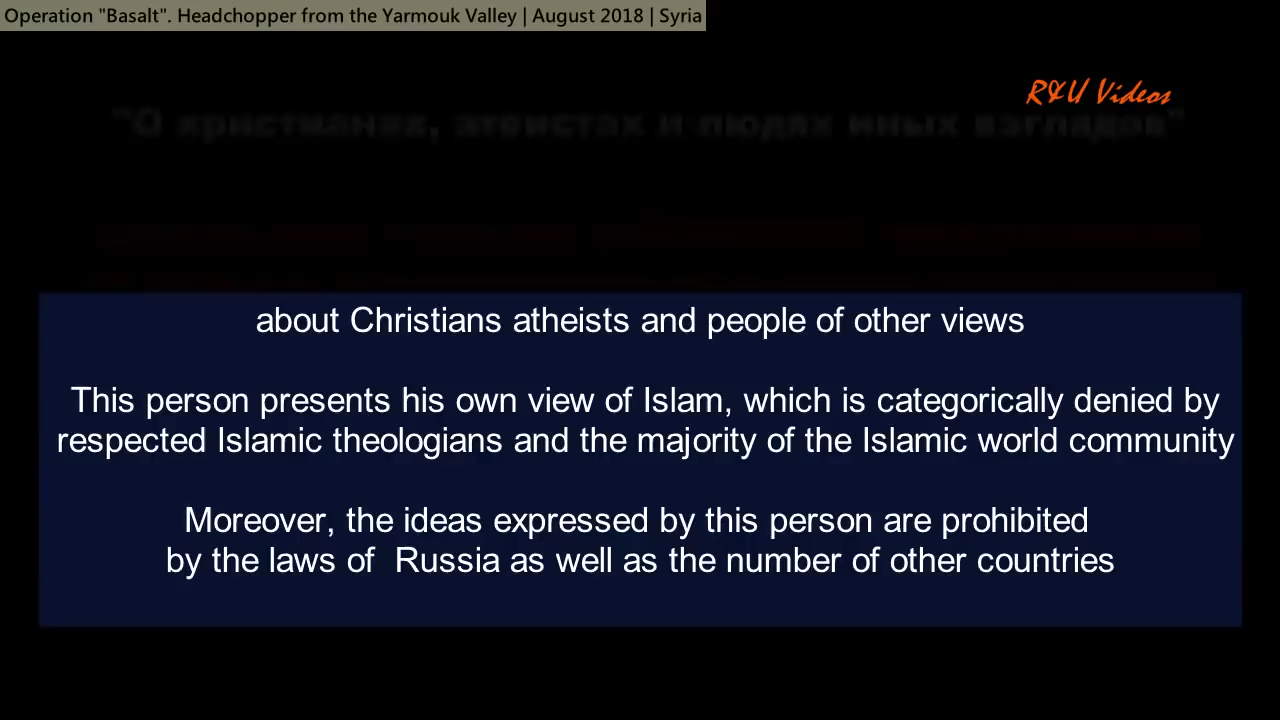 Operation "Basalt". Headchopper from the Yarmouk Valley | August 2018 | Syria
R&U Videos
"О христианах, атеистах и людях иных взглядов"
about Christians atheists and people of other views
This person presents his own view of Islam, which is categorically denied by
respected Islamic theologians and the majority of the Islamic world community
Moreover, the ideas expressed by this person are prohibited
by the laws of  Russia as well as the number of other countries